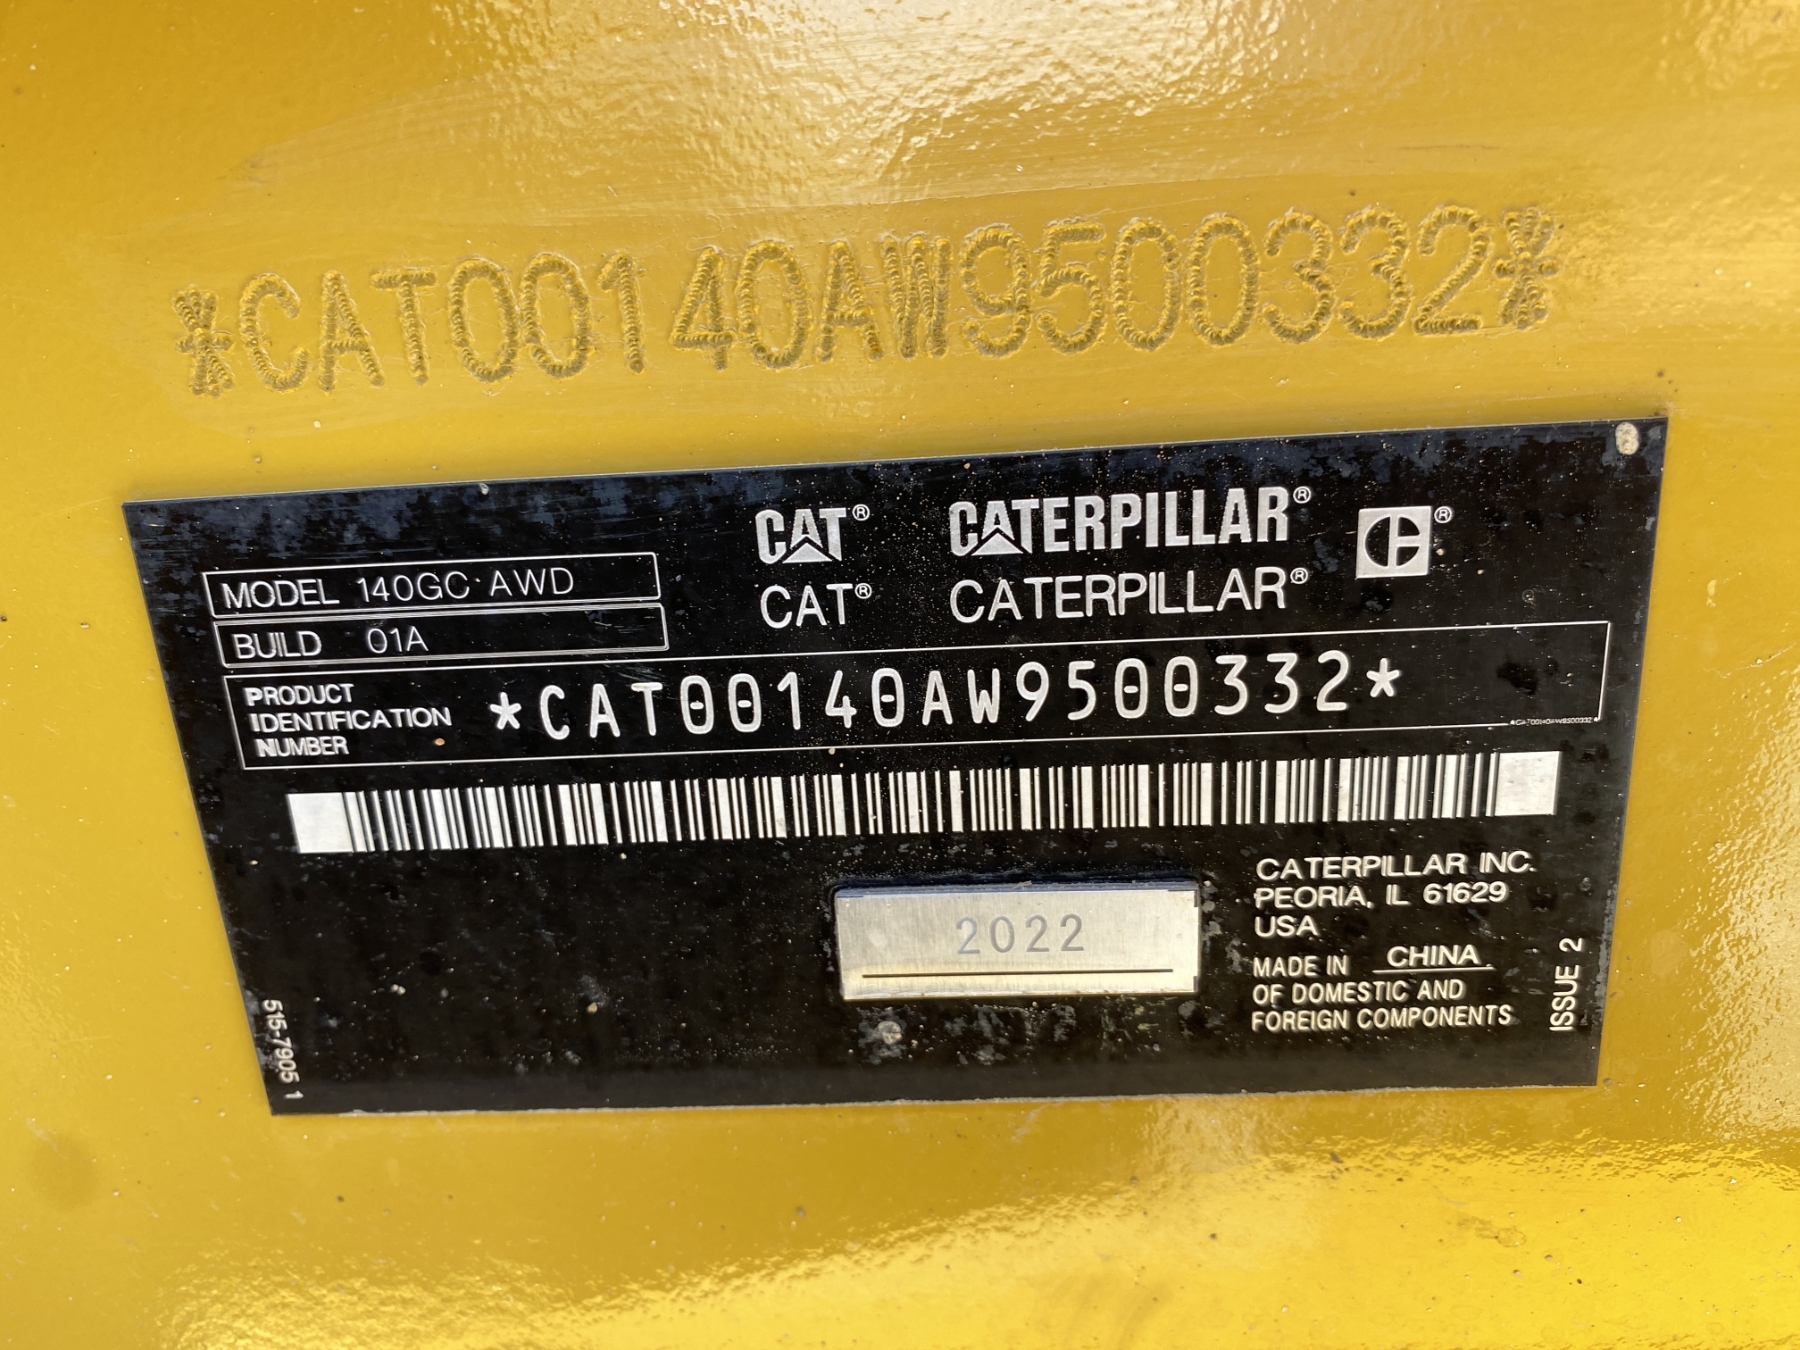 *CAT00140AW9500332*
CAT® CATERPILLAR®
MODEL 140GC AWD
CAT® CATERPILLAR®
BUILD 01A
PRODUCT
IDENTIFICATION
NUMBER
*CAT00140AW9500332*
*CAT00140AW9500332*
2022
CATERPILLAR INC.
PEORIA, IL 61629
USA
MADE IN CHINA
OF DOMESTIC AND
FOREIGN COMPONENTS
ISSUE 2
515-7905 1